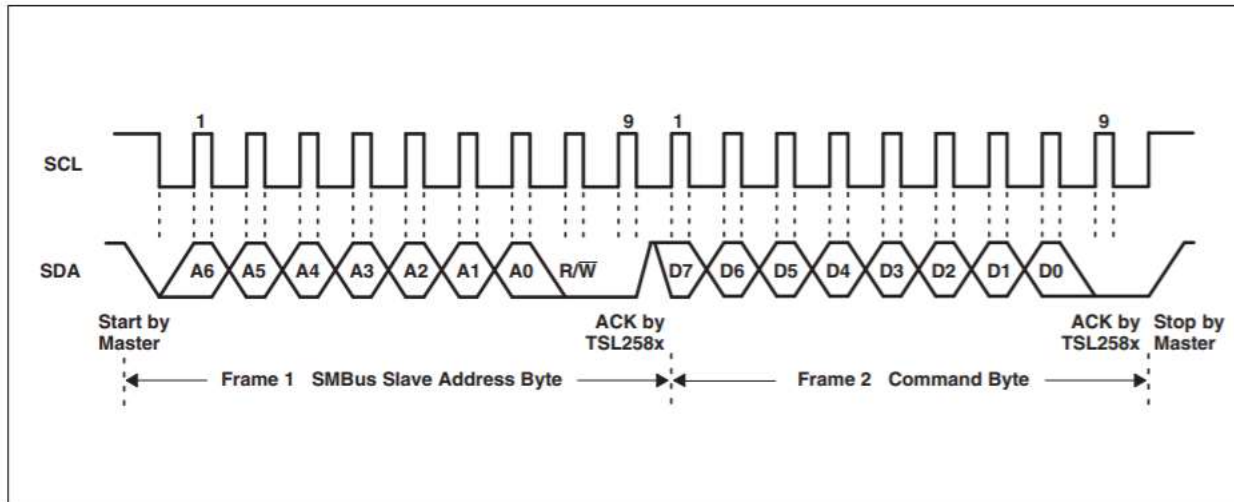 1 9 1 9
SCL
SDA A6 A5 A4 A3 A2 A1 A0 R/W̅ D7 D6 D5 D4 D3 D2 D1 D0
Start by Master
ACK by TSL258x
ACK by TSL258x
Stop by Master
Frame 1 SMBus Slave Address Byte
Frame 2 Command Byte